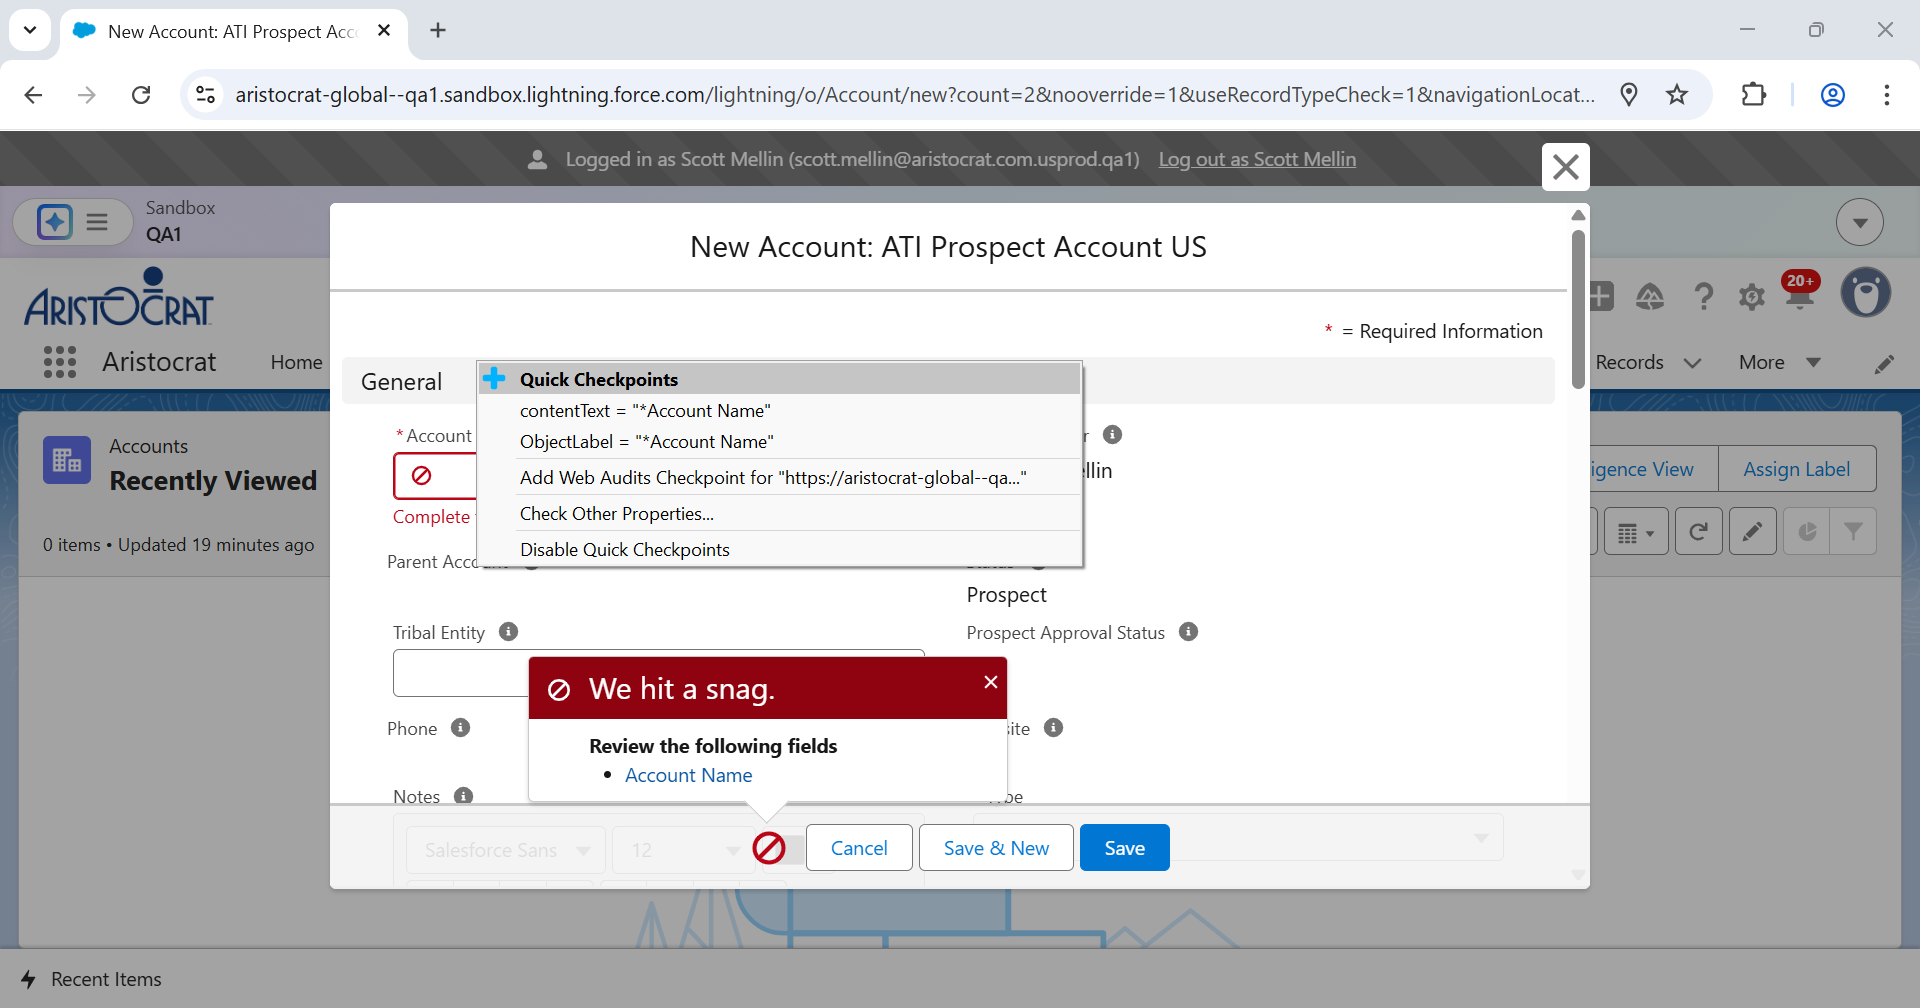 New Account: ATI Prospect Acc
aristocrat-global--qa1.sandbox.lightning.force.com/lightning/o/Account/new?count=2&nooverride=1&useRecordTypeCheck=1&navigationLocat...
Logged in as Scott Mellin (scott.mellin@aristocrat.com.usprod.qa1) Log out as Scott Mellin
Sandbox
QA1
New Account: ATI Prospect Account US
ARISTOCRAT
20+
* = Required Information
Aristocrat Home Records More
General
Quick Checkpoints
contentText = "*Account Name"
ObjectLabel = "*Account Name"
Add Web Audits Checkpoint for "https://aristocrat-global--qa..."
Check Other Properties...
Disable Quick Checkpoints
*Account
Complete
Accounts
Recently Viewed
0 items • Updated 19 minutes ago
igence View Assign Label
r
llin
Parent Acco
Status
Prospect
Tribal Entity
Prospect Approval Status
We hit a snag.
Review the following fields
• Account Name
Phone
ite
Notes
Salesforce Sans 12
Cancel Save & New Save
Recent Items